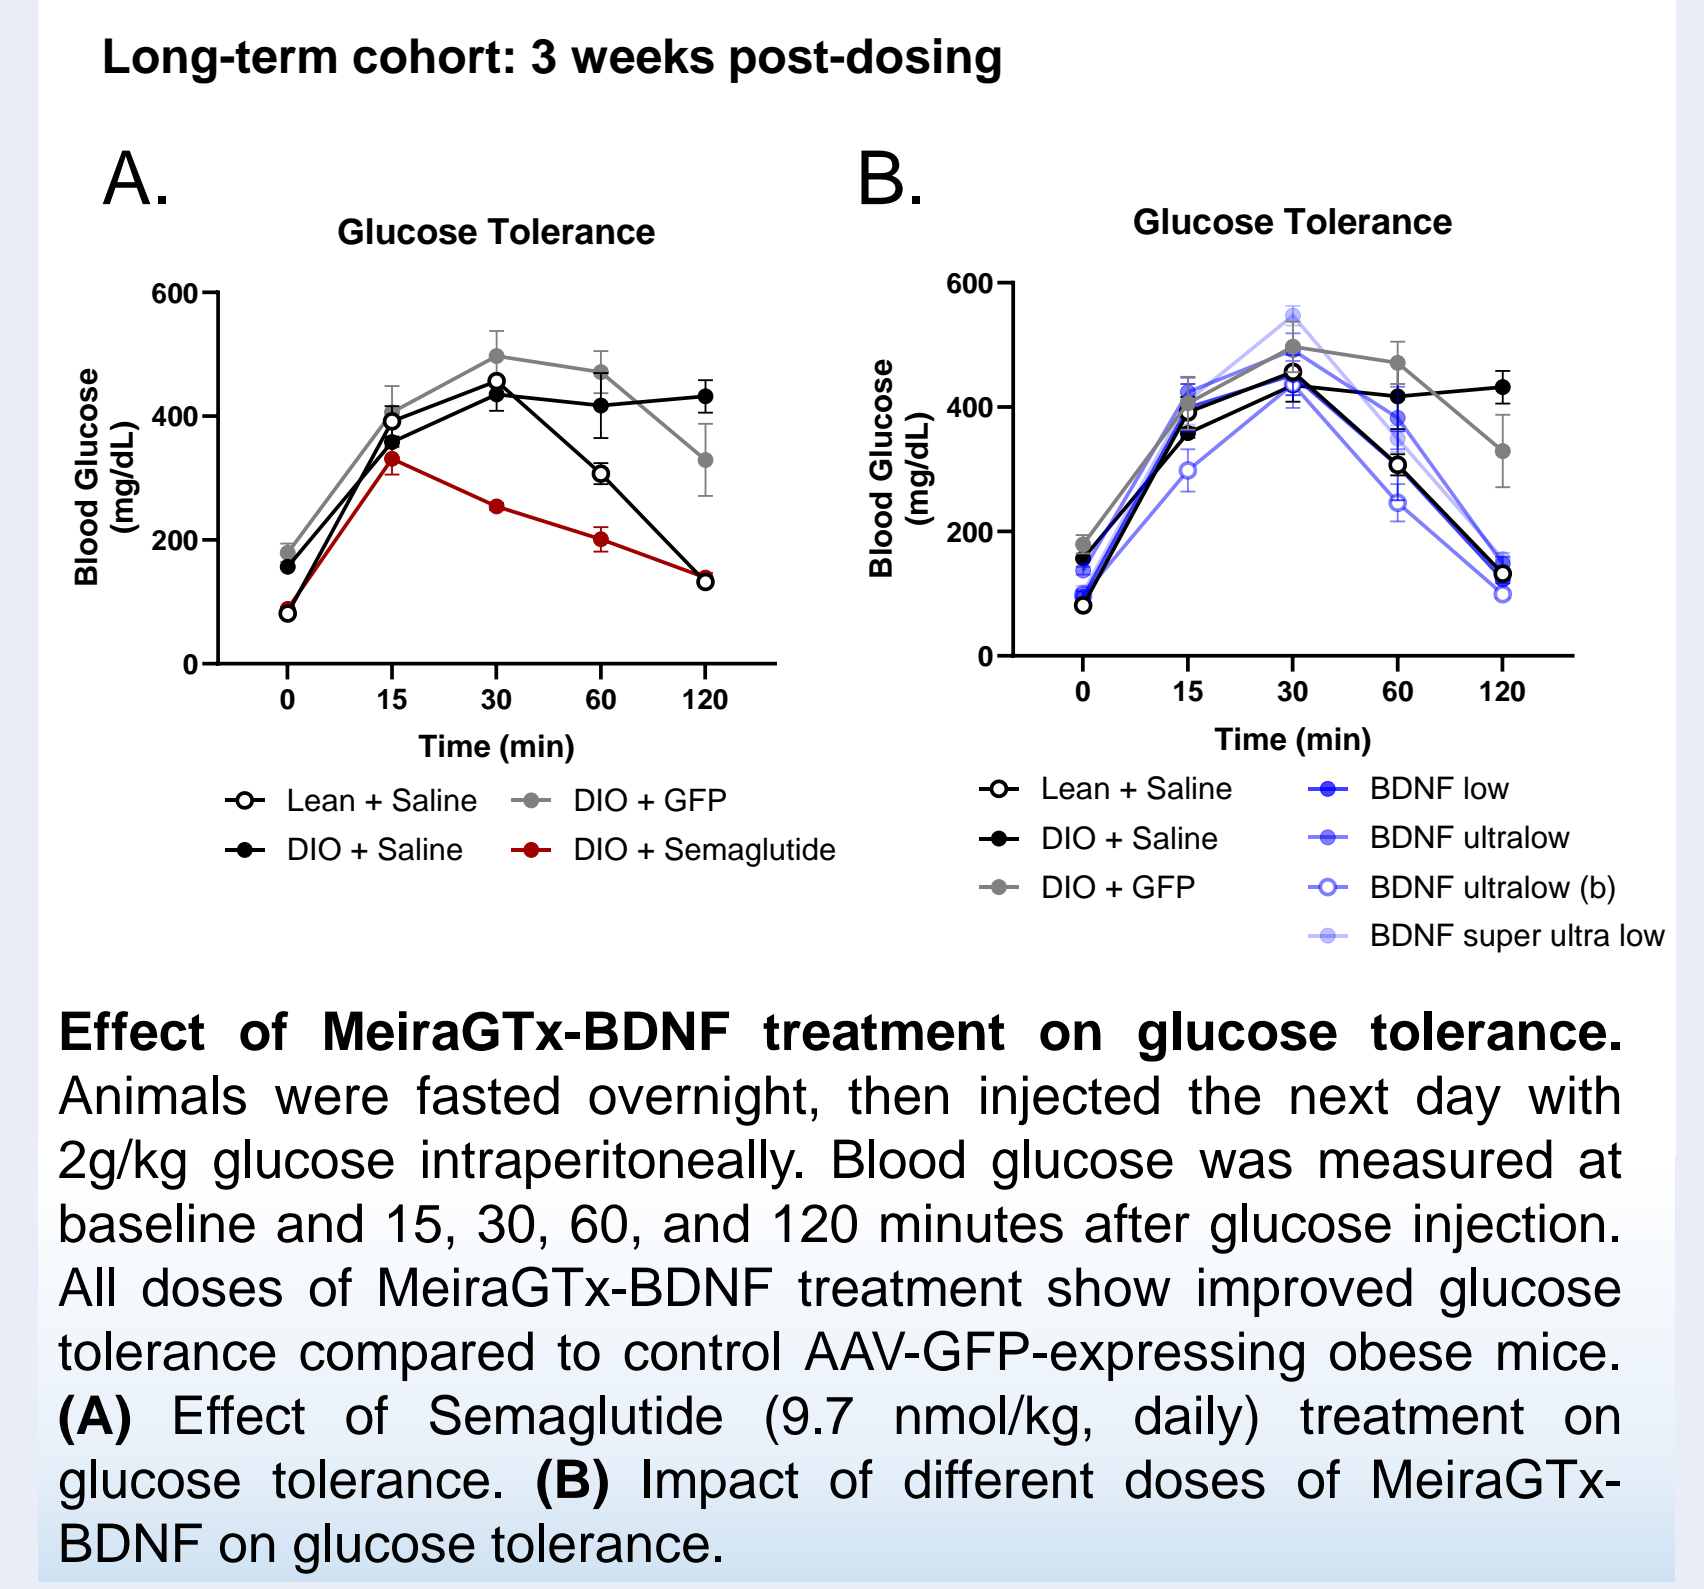 Long-term cohort: 3 weeks post-dosing
A.
Glucose Tolerance
Blood Glucose
(mg/dL)
600
400
200
0
0 15 30 60 120
Time (min)
Lean + Saline DIO + GFP
DIO + Saline DIO + Semaglutide
B.
Glucose Tolerance
Blood Glucose
(mg/dL)
600
400
200
0
0 15 30 60 120
Time (min)
Lean + Saline BDNF low
DIO + Saline BDNF ultralow
DIO + GFP BDNF ultralow (b)
BDNF super ultra low
Effect of MeiraGTx-BDNF treatment on glucose tolerance.
Animals were fasted overnight, then injected the next day with
2g/kg glucose intraperitoneally. Blood glucose was measured at
baseline and 15, 30, 60, and 120 minutes after glucose injection.
All doses of MeiraGTx-BDNF treatment show improved glucose
tolerance compared to control AAV-GFP-expressing obese mice.
(A) Effect of Semaglutide (9.7 nmol/kg, daily) treatment on
glucose tolerance. (B) Impact of different doses of MeiraGTx-
BDNF on glucose tolerance.